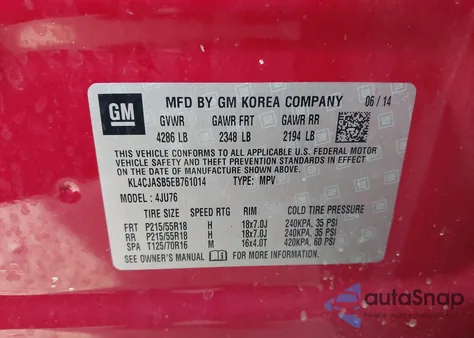 GM
MFD BY GM KOREA COMPANY 06/14
GVWR GAWR FRT GAWR RR
4286 LB 2348 LB 2194 LB
THIS VEHICLE CONFORMS TO ALL APPLICABLE U.S. FEDERAL MOTOR
VEHICLE SAFETY, BUMPER, AND THEFT PREVENTION STANDARDS
IN EFFECT ON THE DATE OF MANUFACTURE SHOWN ABOVE.
KL4CJASB5EB761014 TYPE: MPV
MODEL: 4JU76
TIRE SIZE SPEED RTG RIM COLD TIRE PRESSURE
FRT P215/55R18 H 18x7.0J 240KPA, 35 PSI
RR P215/55R18 H 18x7.0J 240KPA, 35 PSI
SPA T125/70R16 M 16x4.0T 420KPA, 60 PSI
SEE OWNER'S MANUAL FOR ADDITIONAL INFORMATION
autoSnap